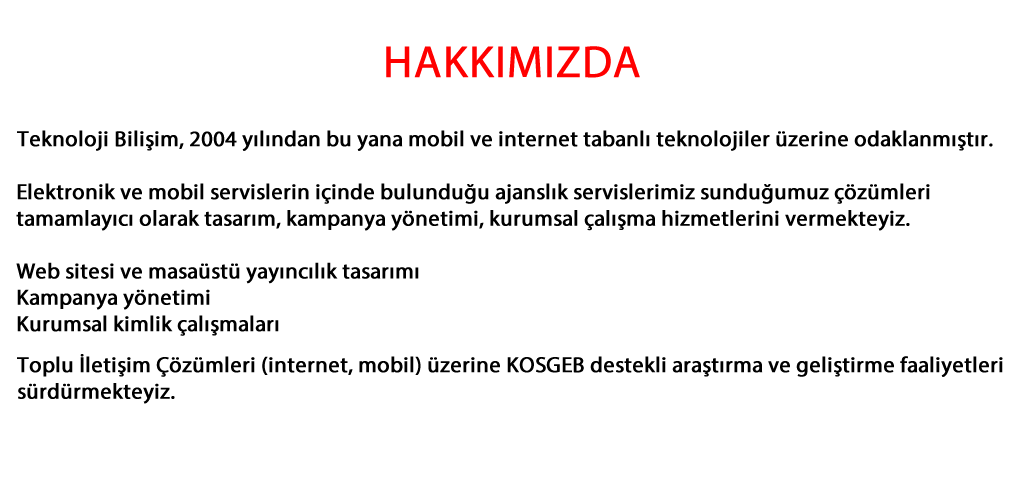 HAKKIMIZDA
Teknoloji Bilişim, 2004 yılından bu yana mobil ve internet tabanlı teknolojiler üzerine odaklanmıştır.
Elektronik ve mobil servislerin içinde bulunduğu ajanslık servislerimiz sunduğumuz çözümleri
tamamlayıcı olarak tasarım, kampanya yönetimi, kurumsal çalışma hizmetlerini vermekteyiz.
Web sitesi ve masaüstü yayıncılık tasarımı
Kampanya yönetimi
Kurumsal kimlik çalışmaları
Toplu İletişim Çözümleri (internet, mobil) üzerine KOSGEB destekli araştırma ve geliştirme faaliyetleri
sürdürmekteyiz.